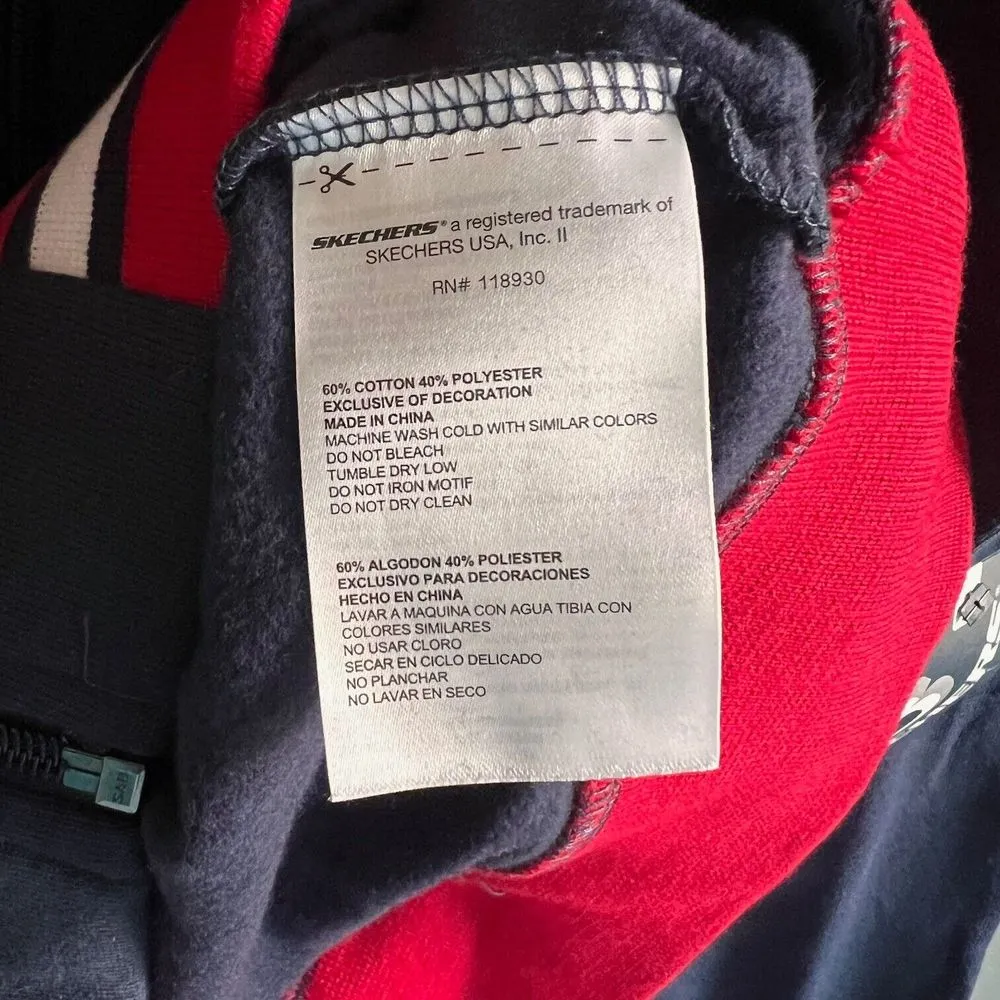 SKECHERS® a registered trademark of
SKECHERS USA, Inc. II
RN# 118930
60% COTTON 40% POLYESTER
EXCLUSIVE OF DECORATION
MADE IN CHINA
MACHINE WASH COLD WITH SIMILAR COLORS
DO NOT BLEACH
TUMBLE DRY LOW
DO NOT IRON MOTIF
DO NOT DRY CLEAN
60% ALGODON 40% POLIESTER
EXCLUSIVO PARA DECORACIONES
HECHO EN CHINA
LAVAR A MAQUINA CON AGUA TIBIA CON
COLORES SIMILARES
NO USAR CLORO
SECAR EN CICLO DELICADO
NO PLANCHAR
NO LAVAR EN SECO
SAB